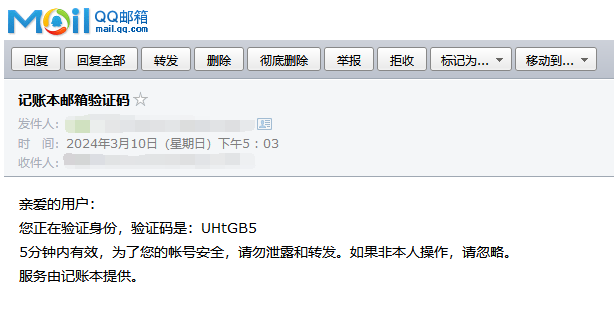 Mail QQ邮箱
mail.qq.com
回复 回复全部 转发 删除 彻底删除 举报 拒收 标记为... 移动到...
记账本邮箱验证码
发件人：
时 间：2024年3月10日（星期日）下午5：03
收件人：
亲爱的用户：
您正在验证身份，验证码是：UHtGB5
5分钟内有效，为了您的帐号安全，请勿泄露和转发。如果非本人操作，请忽略。
服务由记账本提供。